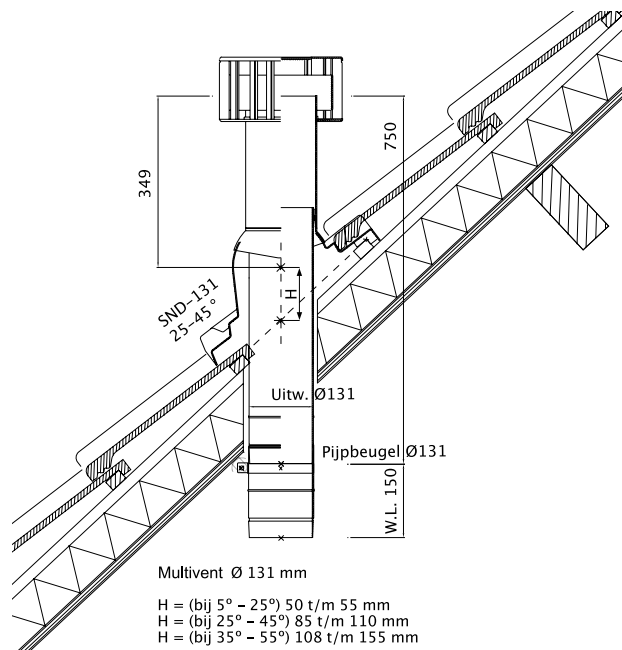 750
349
H
SND-131
25-45°
Uitw. Ø131
Pijpbeugel Ø131
W.L. 150
Multivent Ø 131 mm
H = (bij 5° – 25°) 50 t/m 55 mm
H = (bij 25° – 45°) 85 t/m 110 mm
H = (bij 35° – 55°) 108 t/m 155 mm